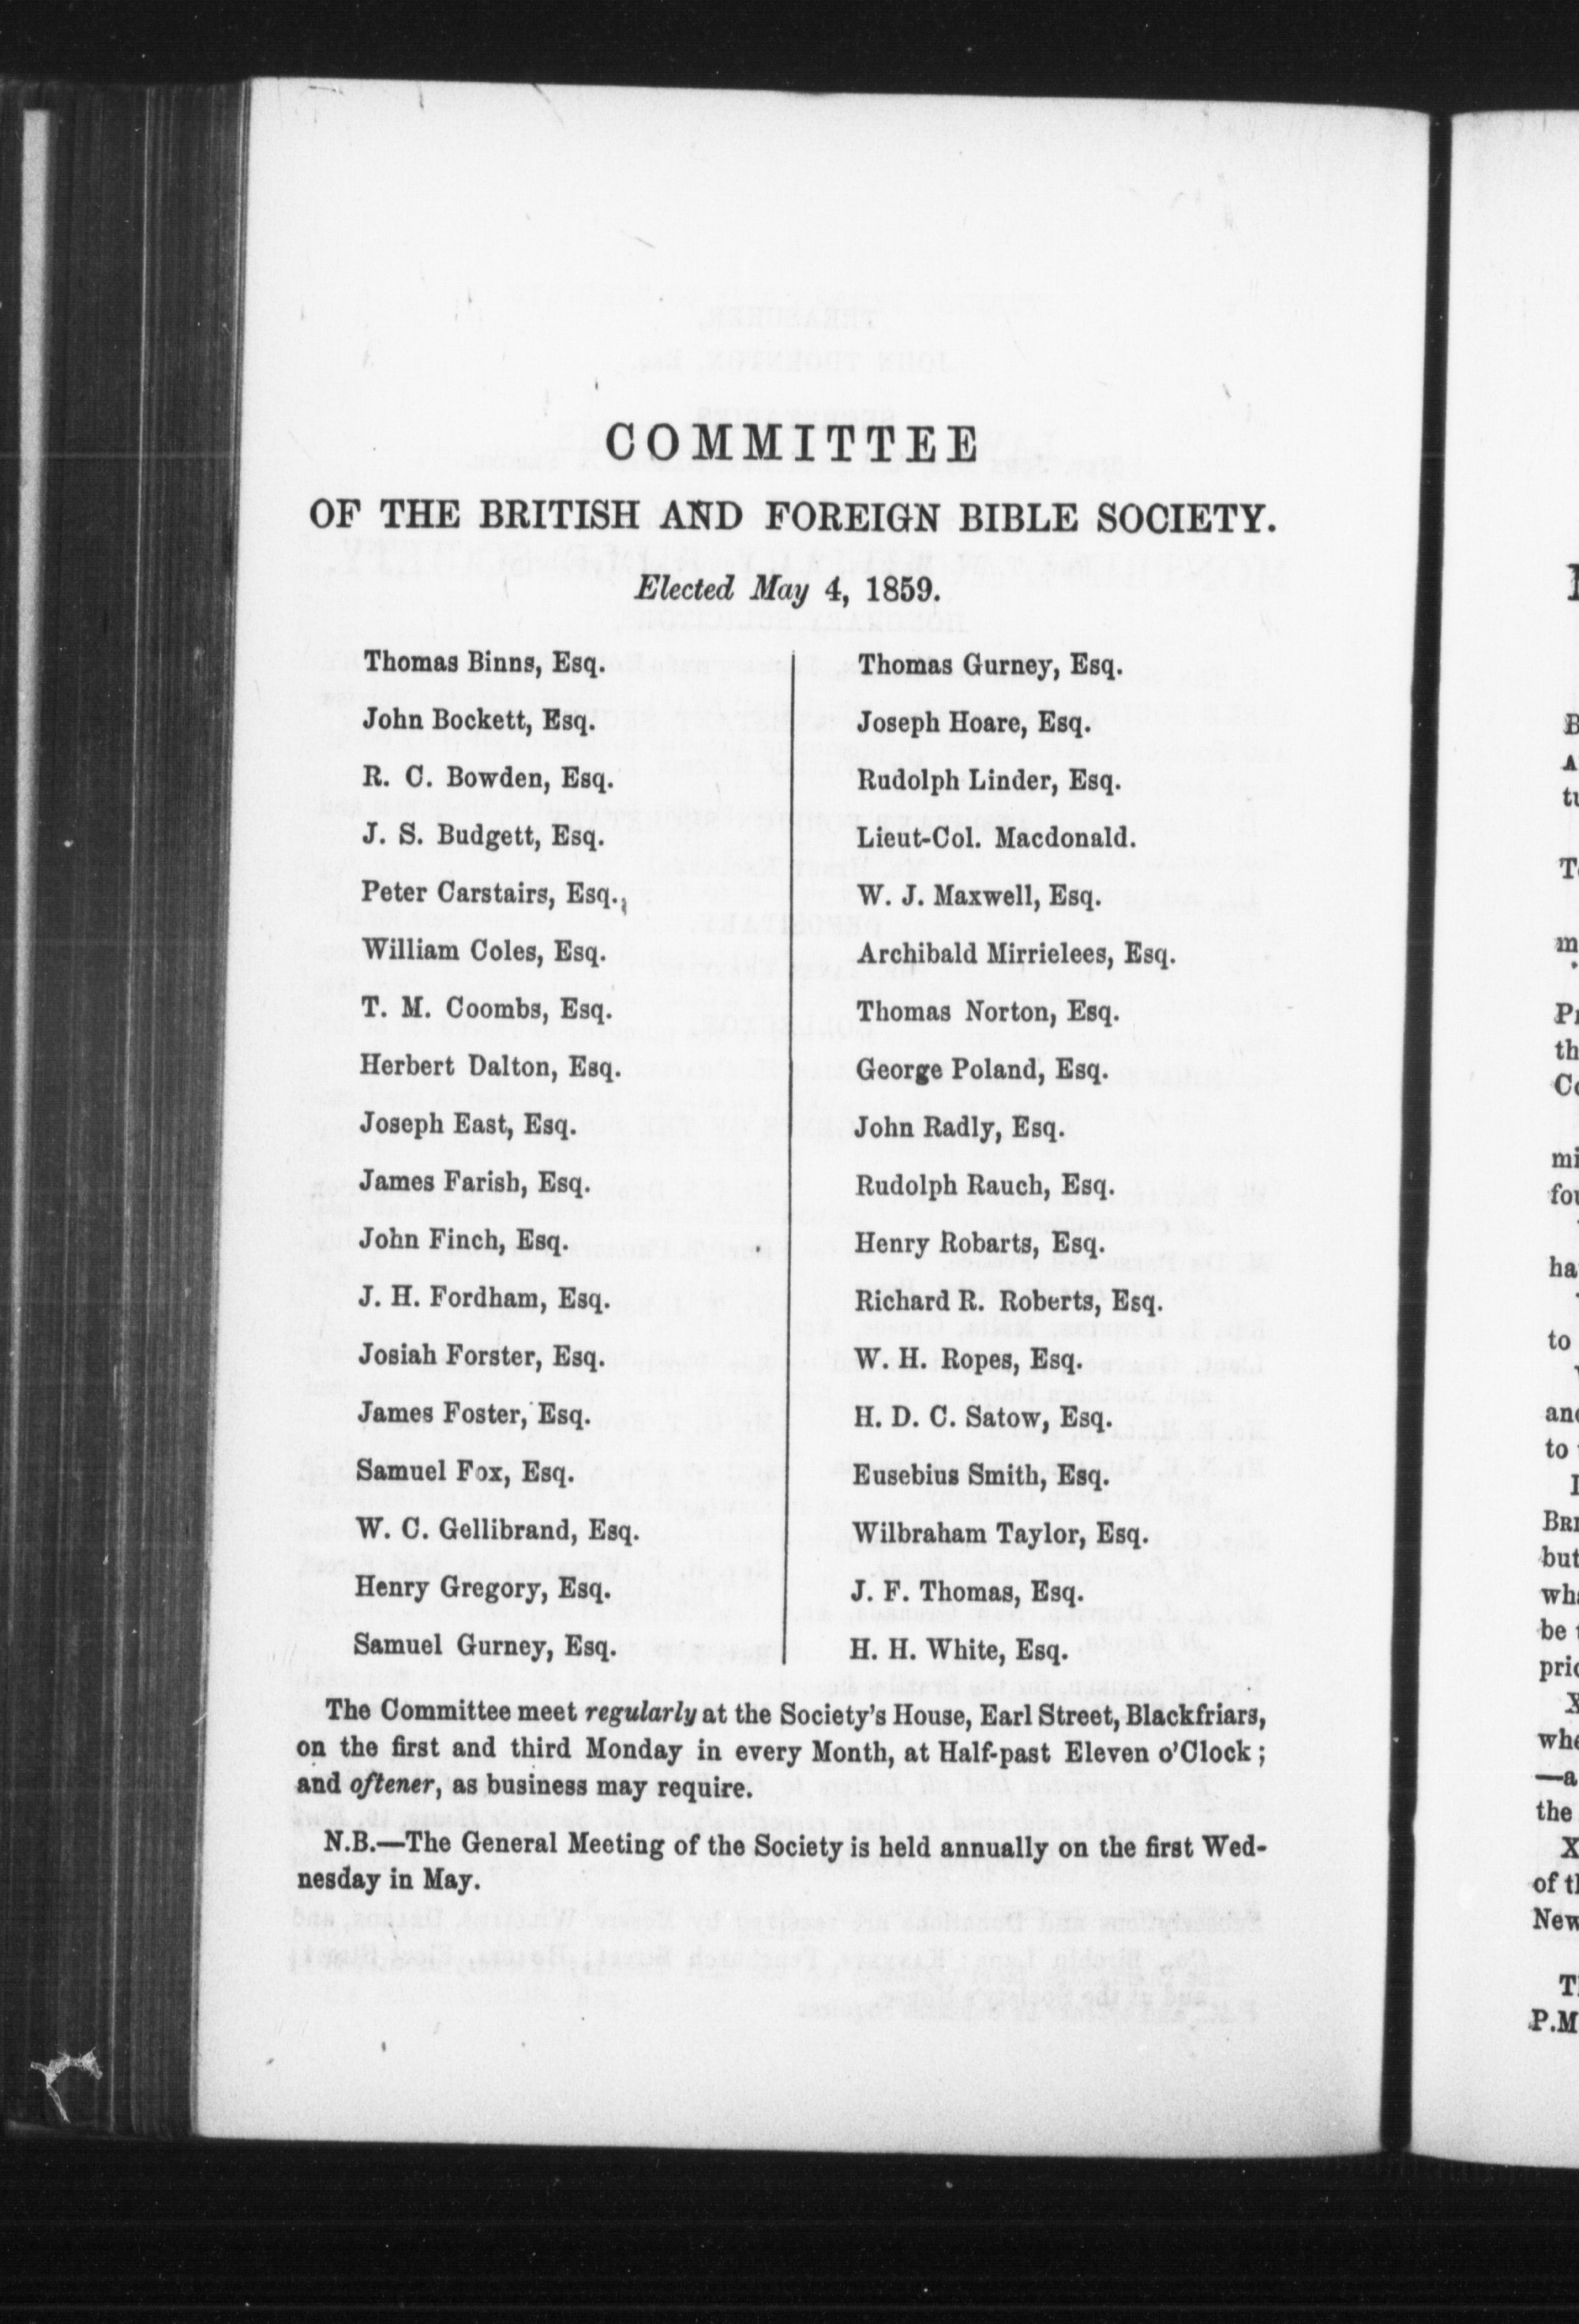 COMMITTEE
OF THE BRITISH AND FOREIGN BIBLE SOCIETY.
Elected May 4, 1859.
Thomas Binns, Esq.
John Bockett, Esq.
R. C. Bowden, Esq.
J. S. Budgett, Esq.
Peter Carstairs, Esq.
William Coles, Esq.
T. M. Coombs, Esq.
Herbert Dalton, Esq.
Joseph East, Esq.
James Farish, Esq.
John Finch, Esq.
J. H. Fordham, Esq.
Josiah Forster, Esq.
James Foster, Esq.
Samuel Fox, Esq.
W. C. Gellibrand, Esq.
Henry Gregory, Esq.
Samuel Gurney, Esq.
Thomas Gurney, Esq.
Joseph Hoare, Esq.
Rudolph Linder, Esq.
Lieut-Col. Macdonald.
W. J. Maxwell, Esq.
Archibald Mirrielees, Esq.
Thomas Norton, Esq.
George Poland, Esq.
John Radly, Esq.
Rudolph Rauch, Esq.
Henry Robarts, Esq.
Richard R. Roberts, Esq.
W. H. Ropes, Esq.
H. D. C. Satow, Esq.
Eusebius Smith, Esq.
Wilbraham Taylor, Esq.
J. F. Thomas, Esq.
H. H. White, Esq.
The Committee meet regularly at the Society's House, Earl Street, Blackfriars,
on the first and third Monday in every Month, at Half-past Eleven o'Clock;
and oftener, as business may require.
N.B.—The General Meeting of the Society is held annually on the first Wed-
nesday in May.